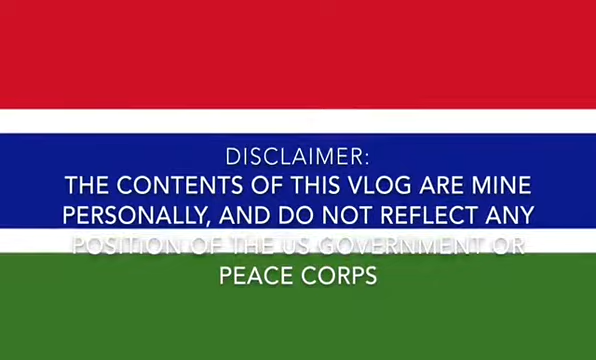 DISCLAIMER:
THE CONTENTS OF THIS VLOG ARE MINE
PERSONALLY, AND DO NOT REFLECT ANY
POSITION OF THE US GOVERNMENT OR
PEACE CORPS